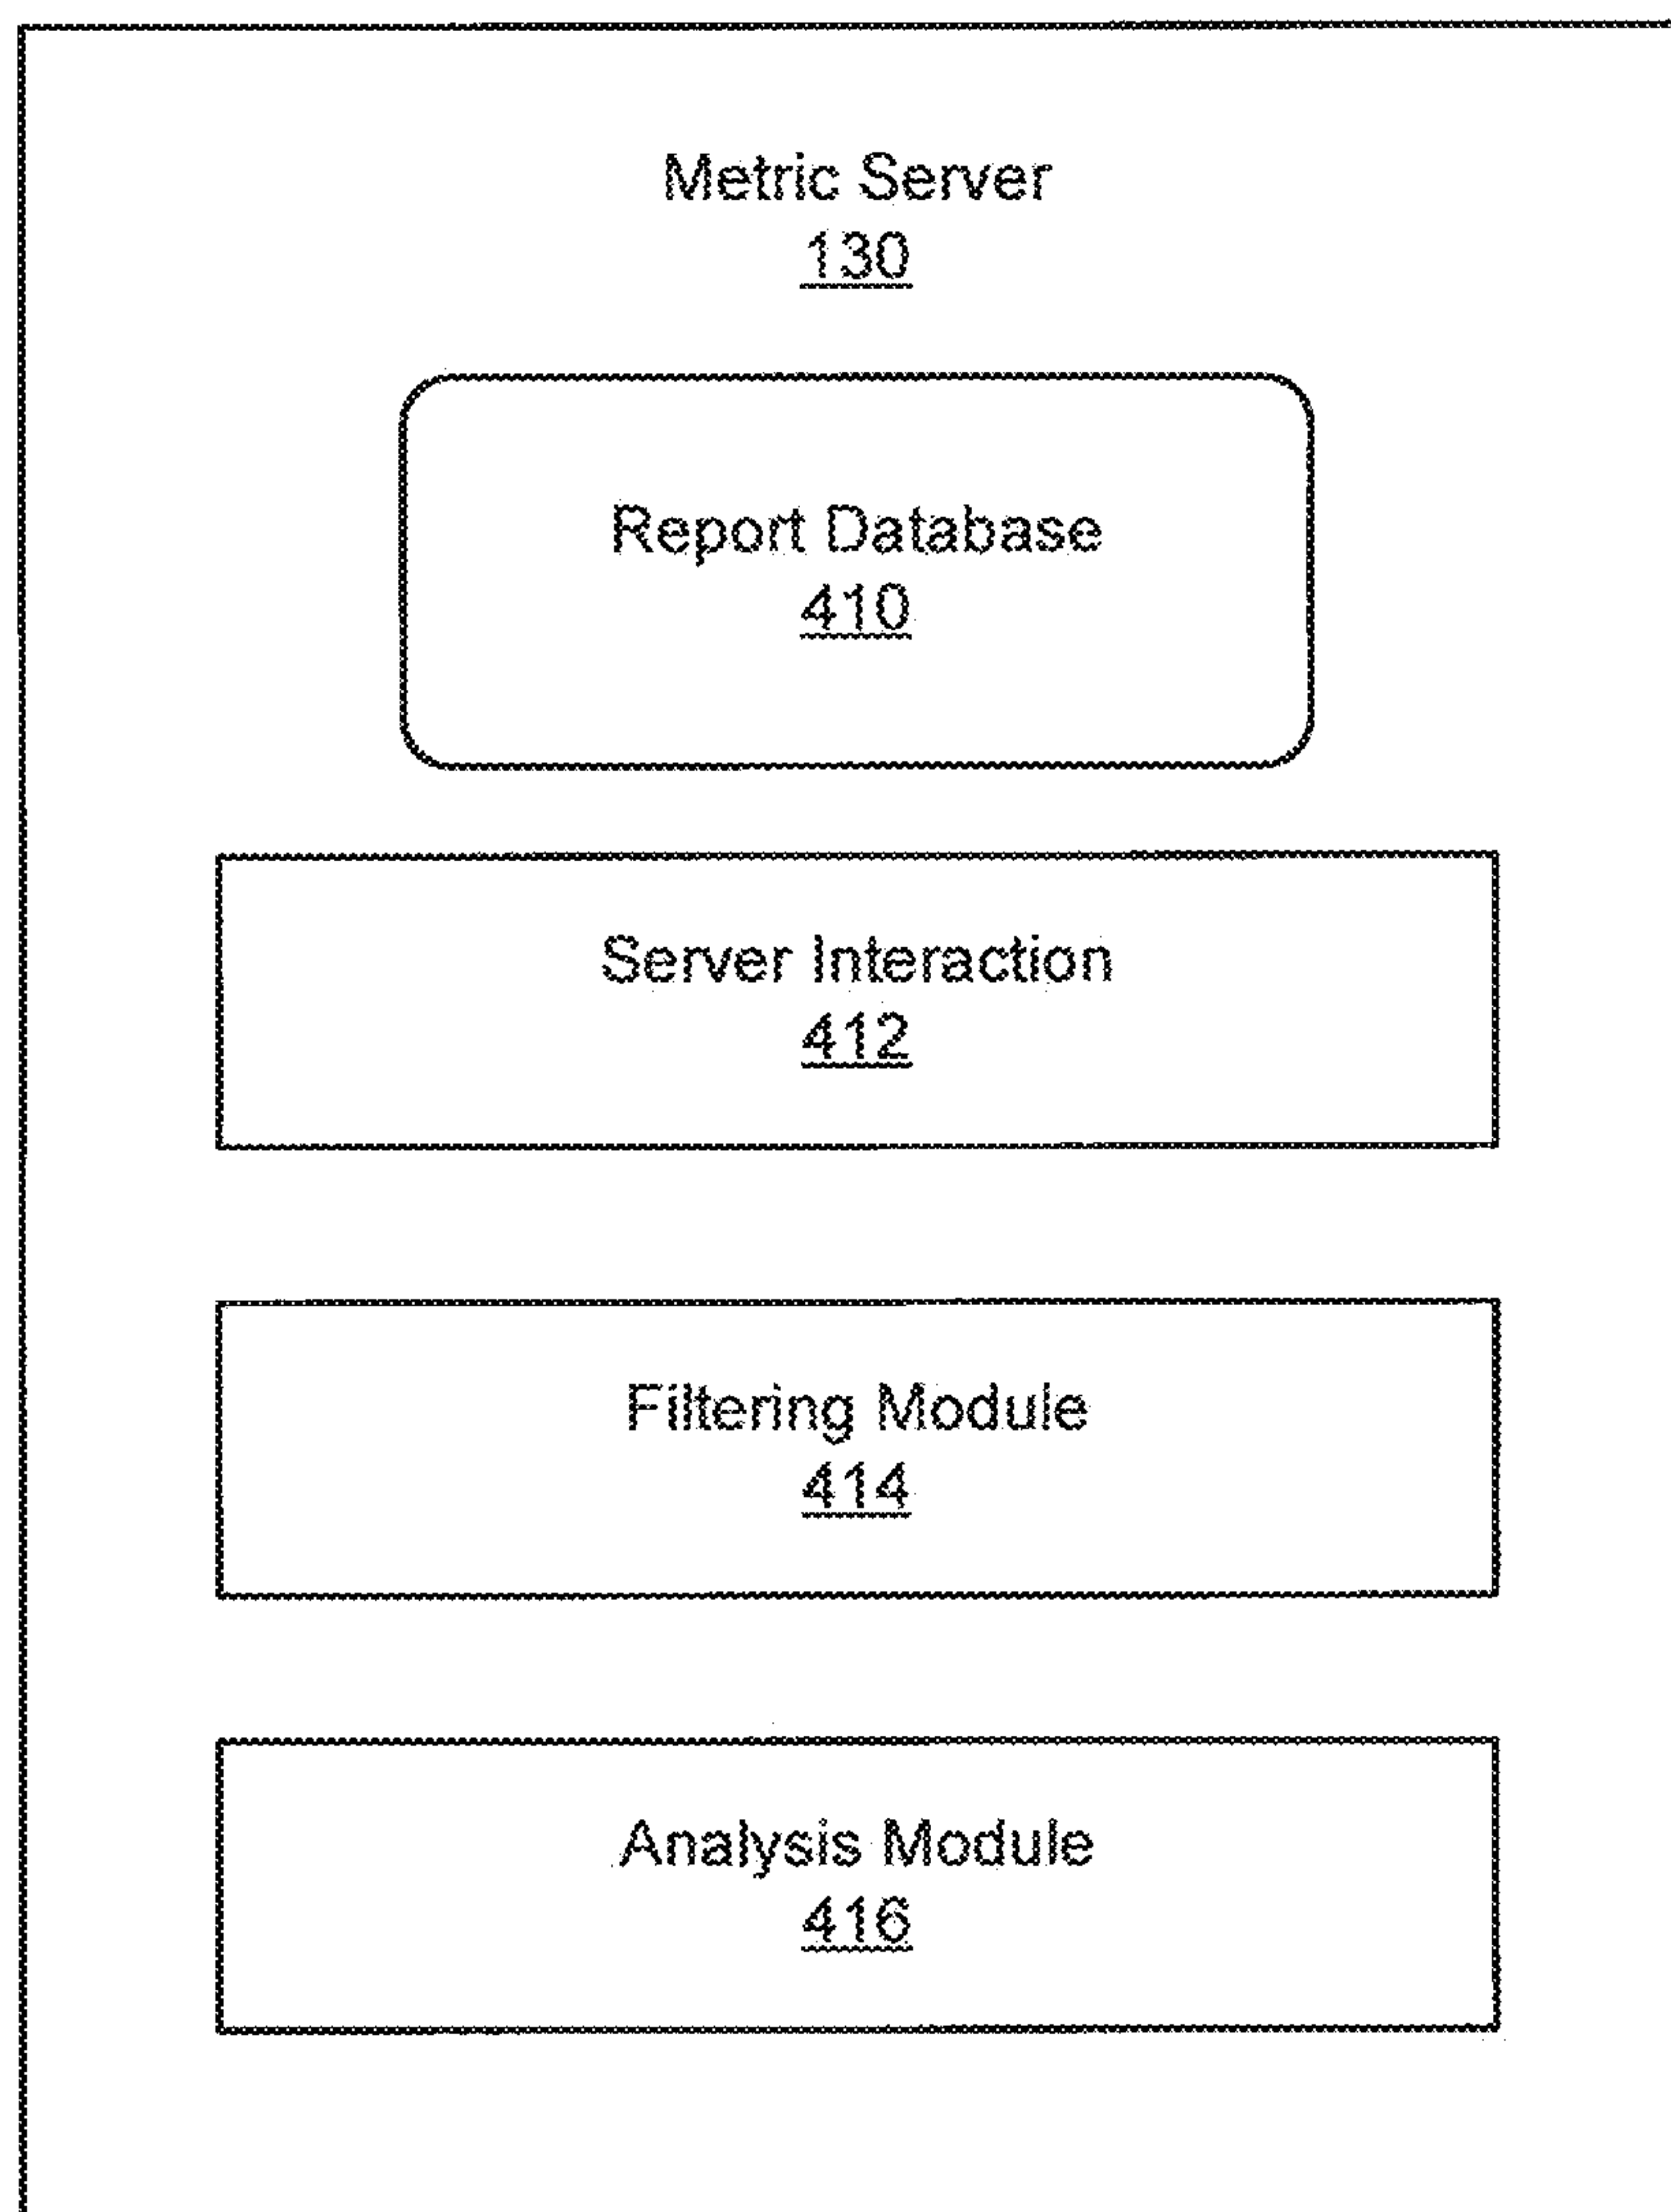 Metric Server
130
Report Database
410
Server Interaction
412
Filtering Module
414
Analysis Module
416